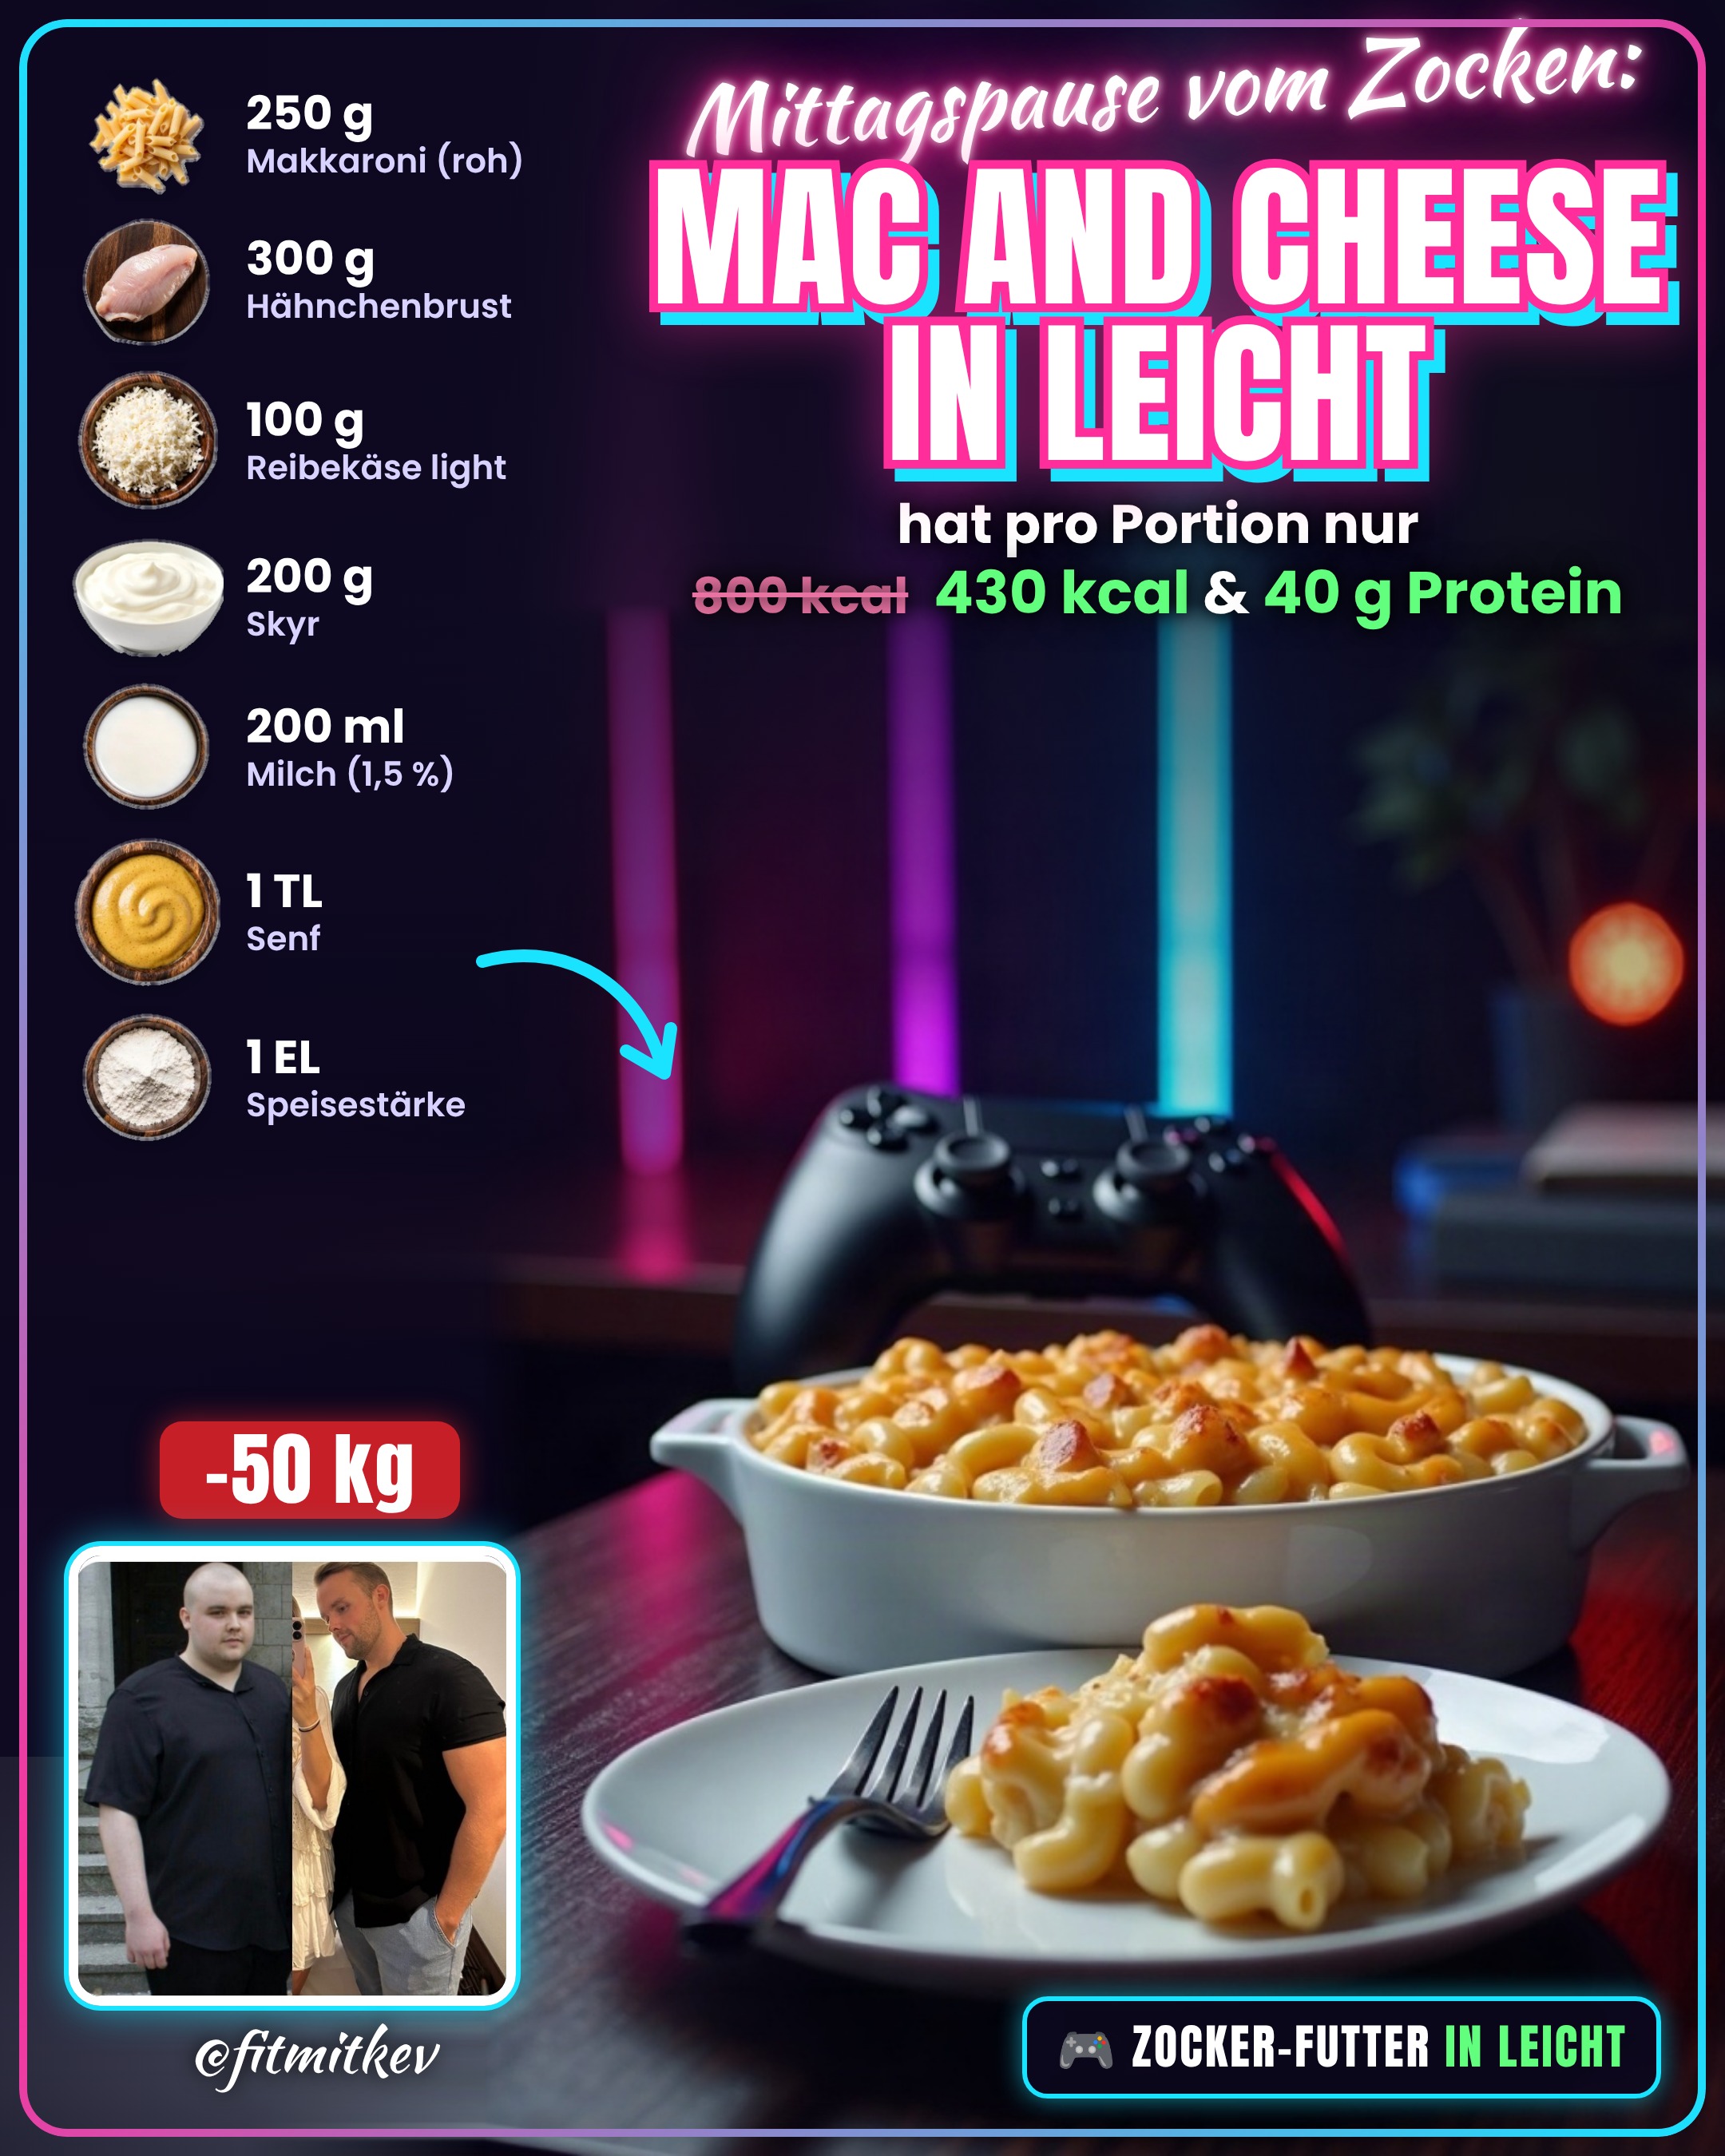 Mittagspause vom Zocken:
MAC AND CHEESE
IN LEICHT
hat pro Portion nur
800 kcal 430 kcal & 40 g Protein
250 g
Makkaroni (roh)
300 g
Hähnchenbrust
100 g
Reibekäse light
200 g
Skyr
200 ml
Milch (1,5 %)
1 TL
Senf
1 EL
Speisestärke
-50 kg
@fitmitkev
ZOCKER-FUTTER IN LEICHT